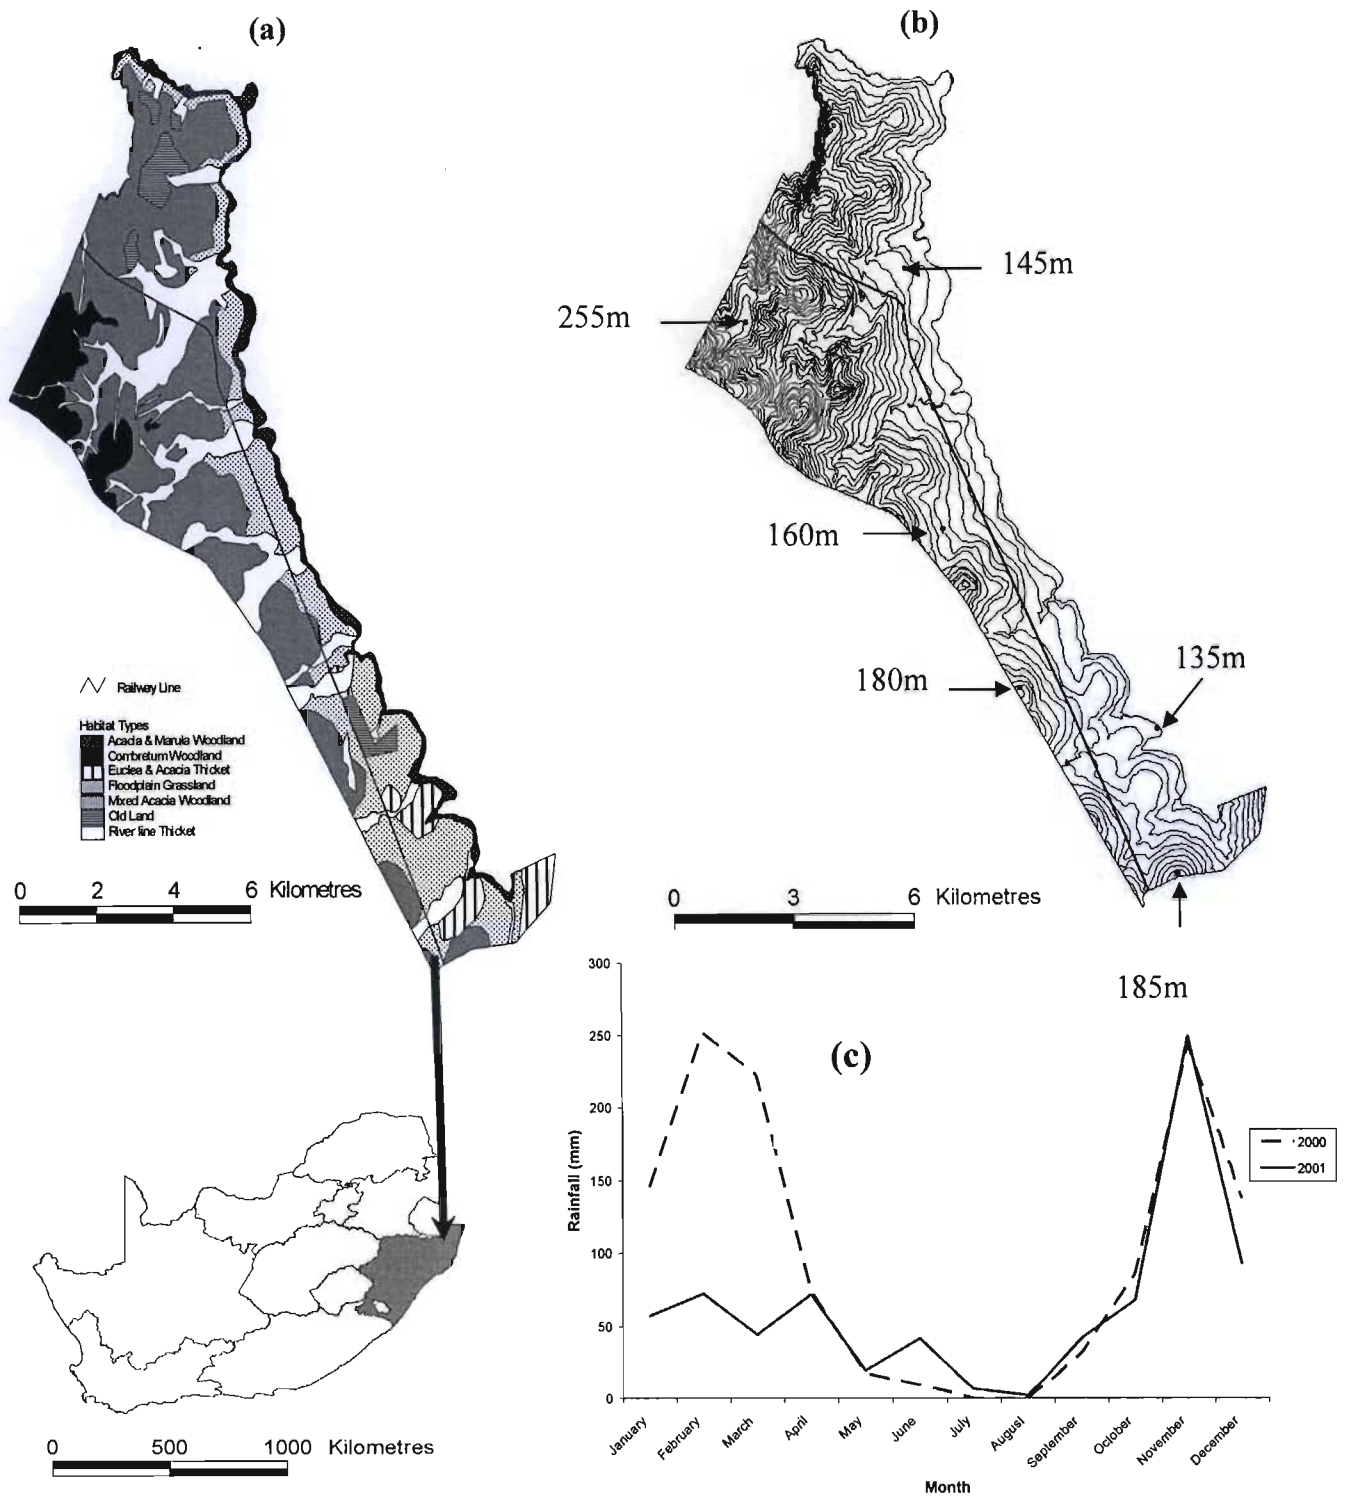 (a)
(b)
145m
255m
160m
180m
135m
185m
Railway Line
Habitat Types
Acacia & Marula Woodland
Combretum Woodland
Euclea & Acacia Thicket
Floodplain Grassland
Mixed Acacia Woodland
Old Land
River line Thicket
0 2 4 6 Kilometres
0 3 6 Kilometres
(c)
300
250
200
150
100
50
0
Rainfall (mm)
2000
2001
January
February
March
April
May
June
July
August
September
October
November
December
Month
0 500 1000 Kilometres